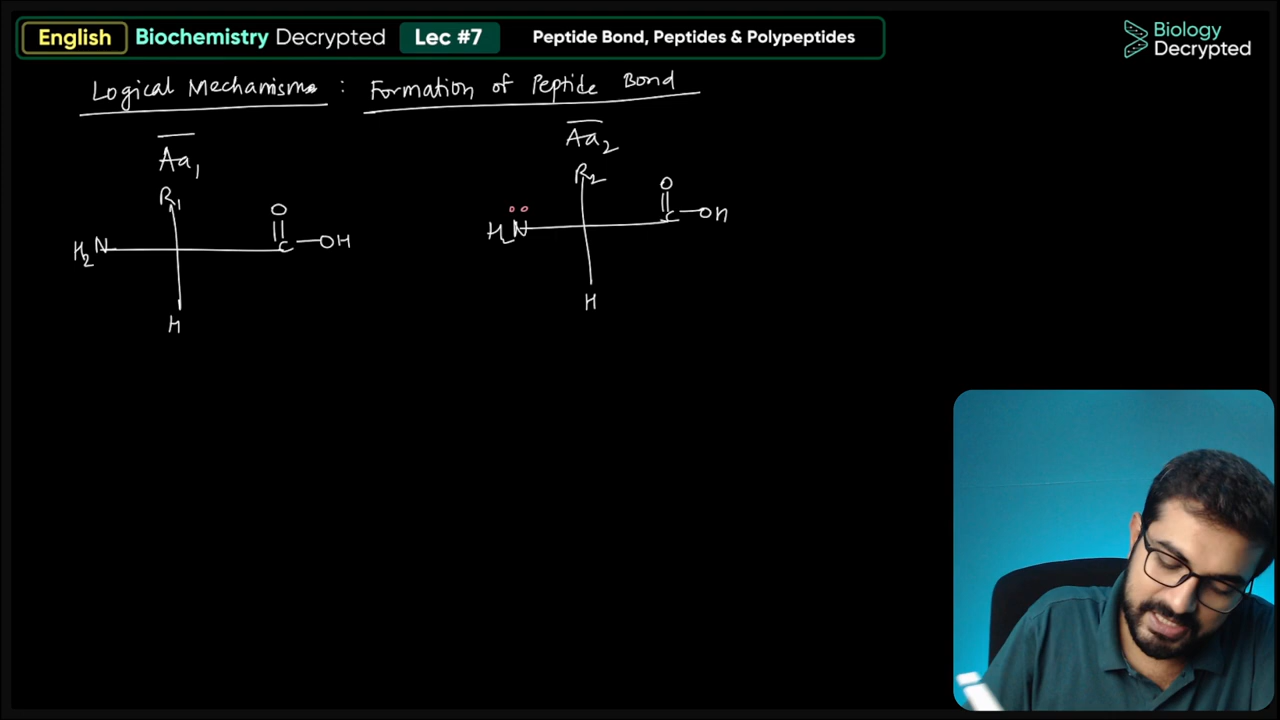 English Biochemistry Decrypted Lec #7 Peptide Bond, Peptides & Polypeptides
Biology
Decrypted
Logical Mechanism : Formation of Peptide Bond
Aa1
R1
H2N
O
C
OH
H
Aa2
R2
H2N
O
C
OH
H